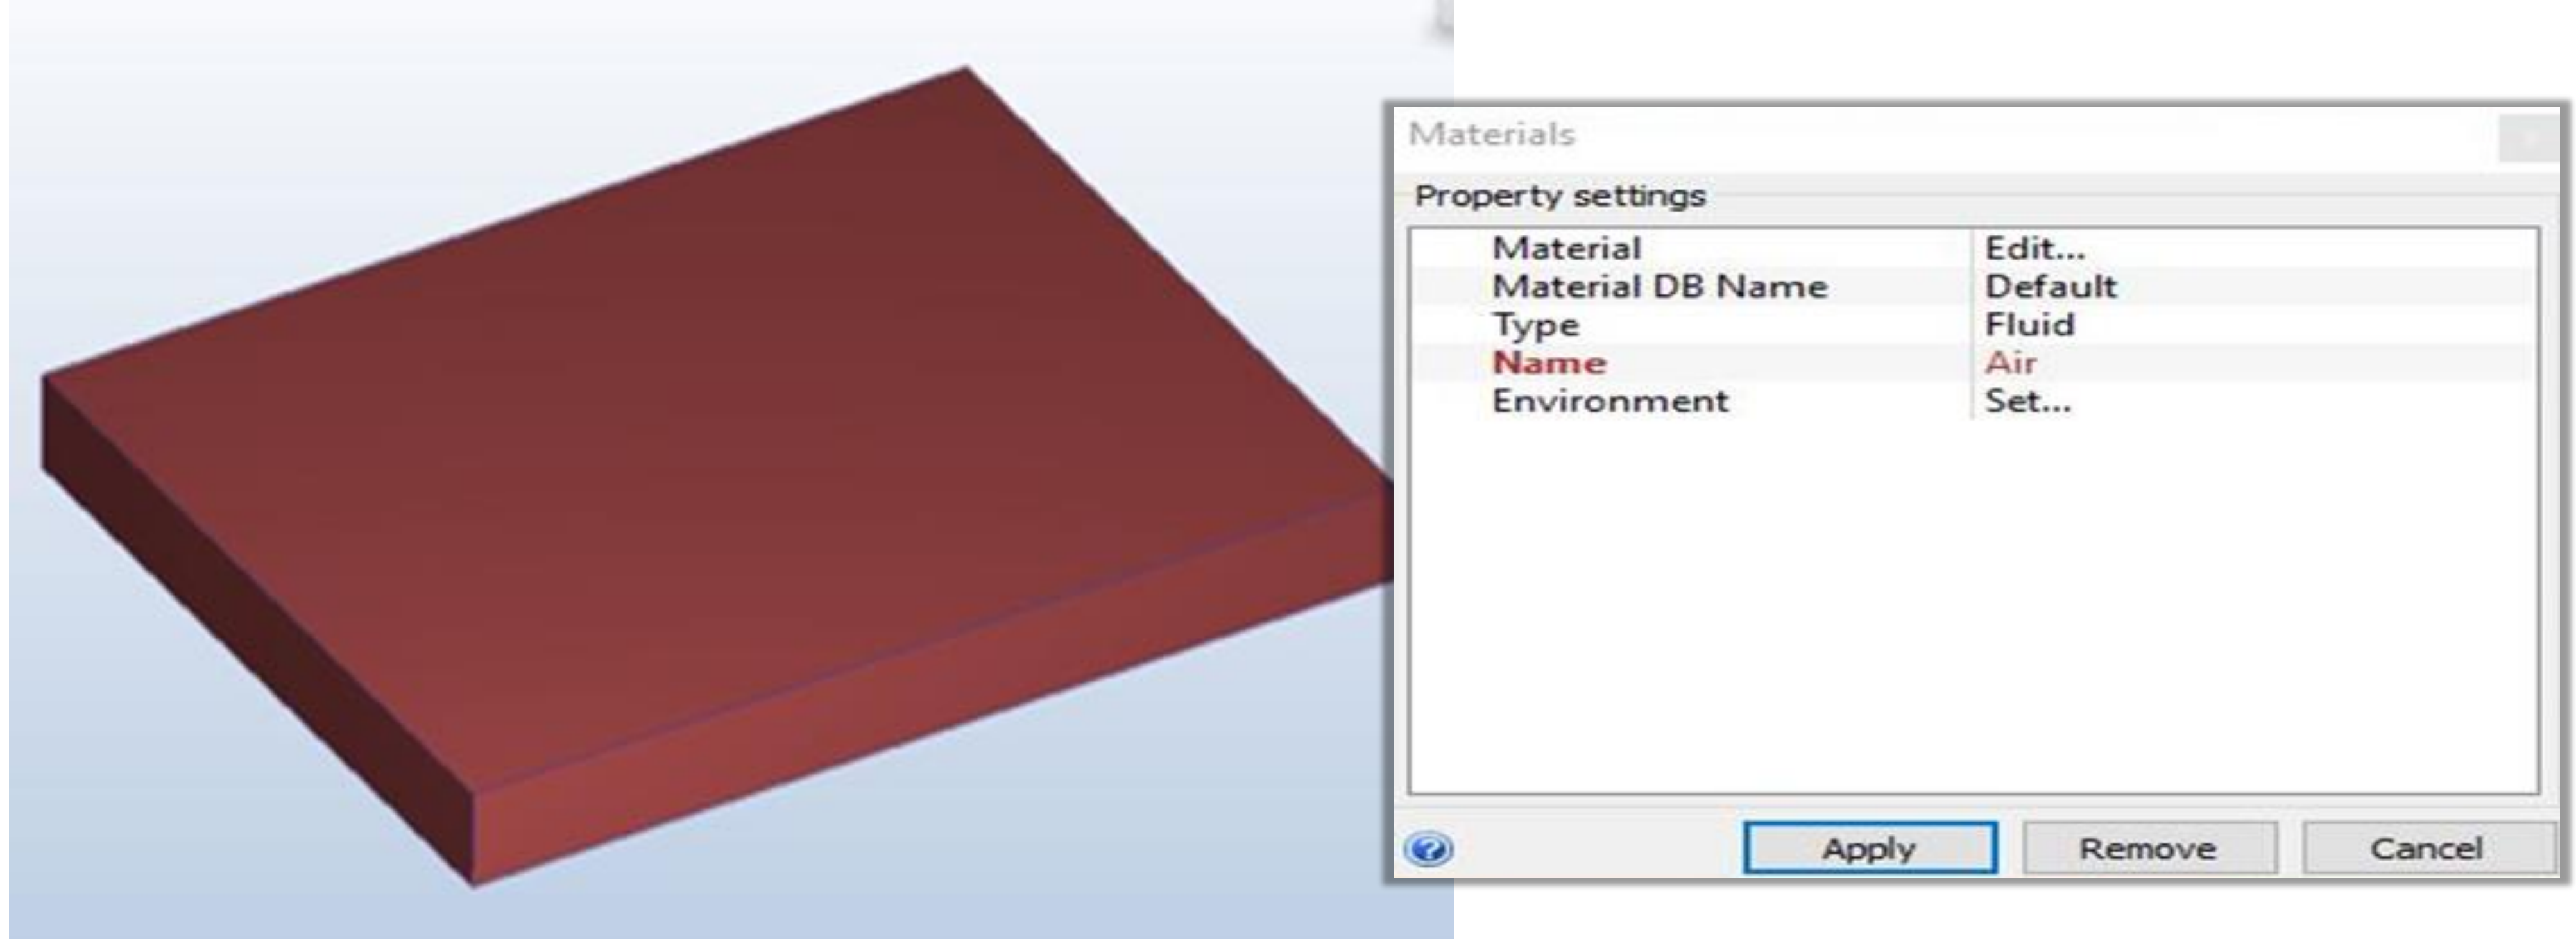 Materials
Property settings
Material Edit...
Material DB Name Default
Type Fluid
Name Air
Environment Set...
Apply Remove Cancel